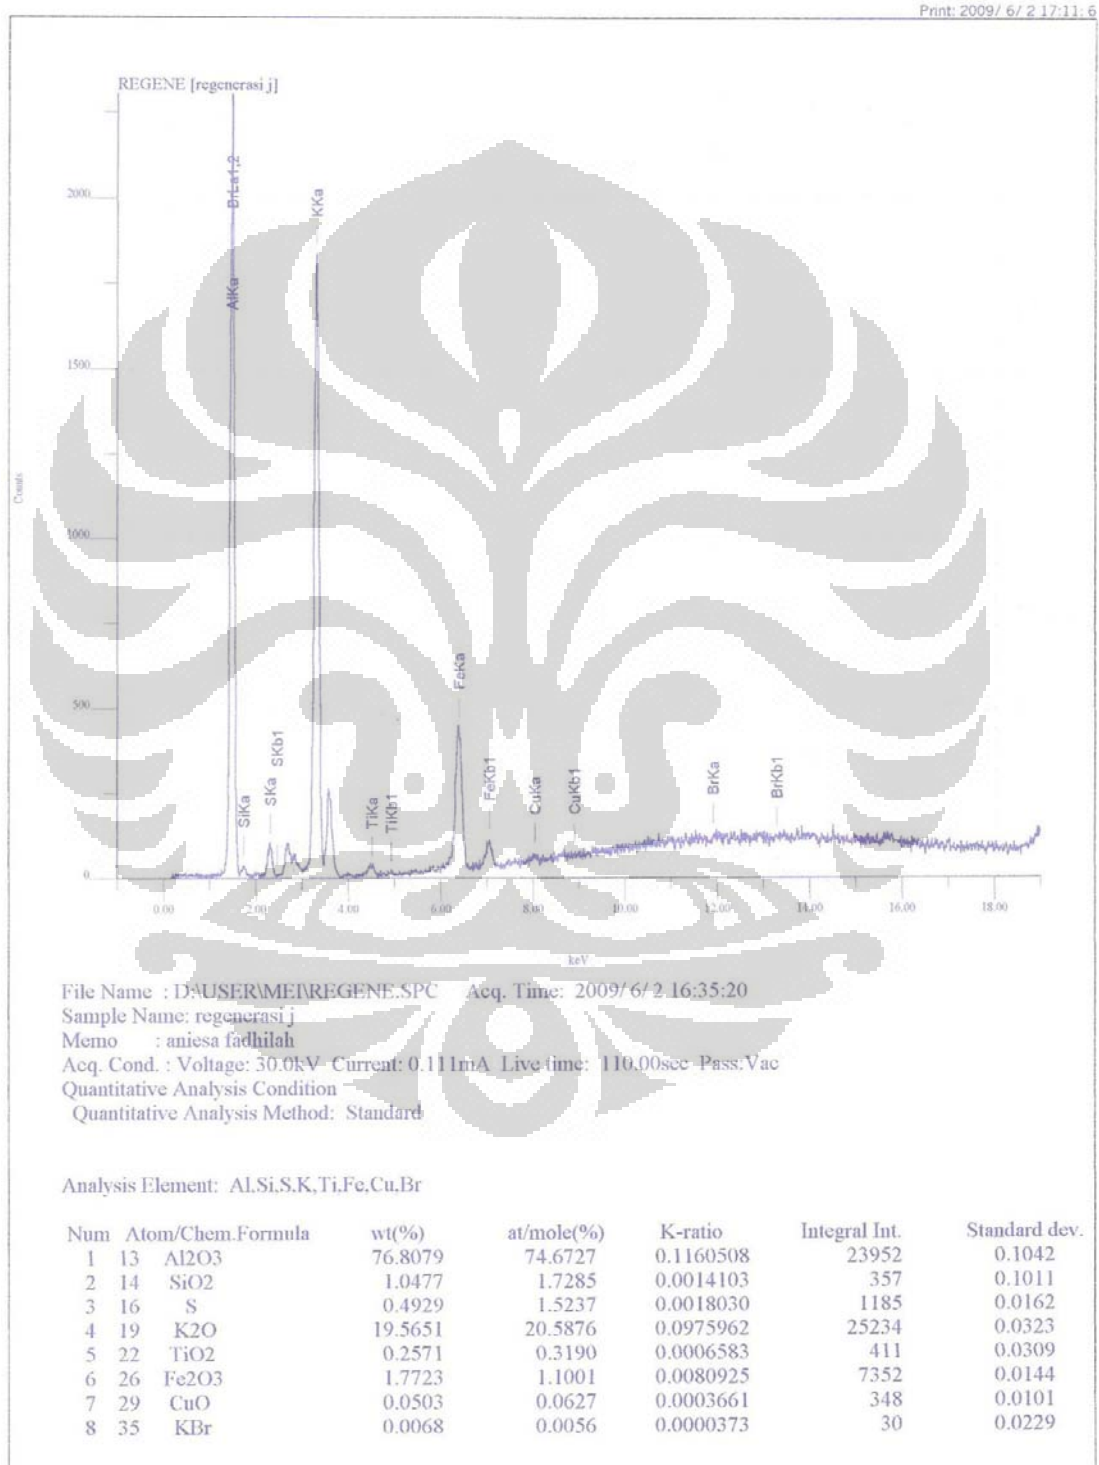 Print: 2009/ 6/ 2 17:11: 6
REGENE [regenerasi j]
2000
1500
1000
500
0
Counts
AlKa
BrLa1,2
SiKa
SKa
SKb1
KKa
TiKa
TiKb1
FeKa
FeKb1
CuKa
CuKb1
BrKa
BrKb1
0.00 2.00 4.00 6.00 8.00 10.00 12.00 14.00 16.00 18.00
keV
File Name : D:\USER\MEI\REGENE.SPC Acq. Time: 2009/ 6/ 2 16:35:20
Sample Name: regenerasi j
Memo : aniesa fadhilah
Acq. Cond. : Voltage: 30.0kV Current: 0.111mA Live time: 110.00sec Pass:Vac
Quantitative Analysis Condition
Quantitative Analysis Method: Standard
Analysis Element: Al,Si,S,K,Ti,Fe,Cu,Br
Num Atom/Chem.Formula wt(%) at/mole(%) K-ratio Integral Int. Standard dev.
1 13 Al2O3 76.8079 74.6727 0.1160508 23952 0.1042
2 14 SiO2 1.0477 1.7285 0.0014103 357 0.1011
3 16 S 0.4929 1.5237 0.0018030 1185 0.0162
4 19 K2O 19.5651 20.5876 0.0975962 25234 0.0323
5 22 TiO2 0.2571 0.3190 0.0006583 411 0.0309
6 26 Fe2O3 1.7723 1.1001 0.0080925 7352 0.0144
7 29 CuO 0.0503 0.0627 0.0003661 348 0.0101
8 35 KBr 0.0068 0.0056 0.0000373 30 0.0229